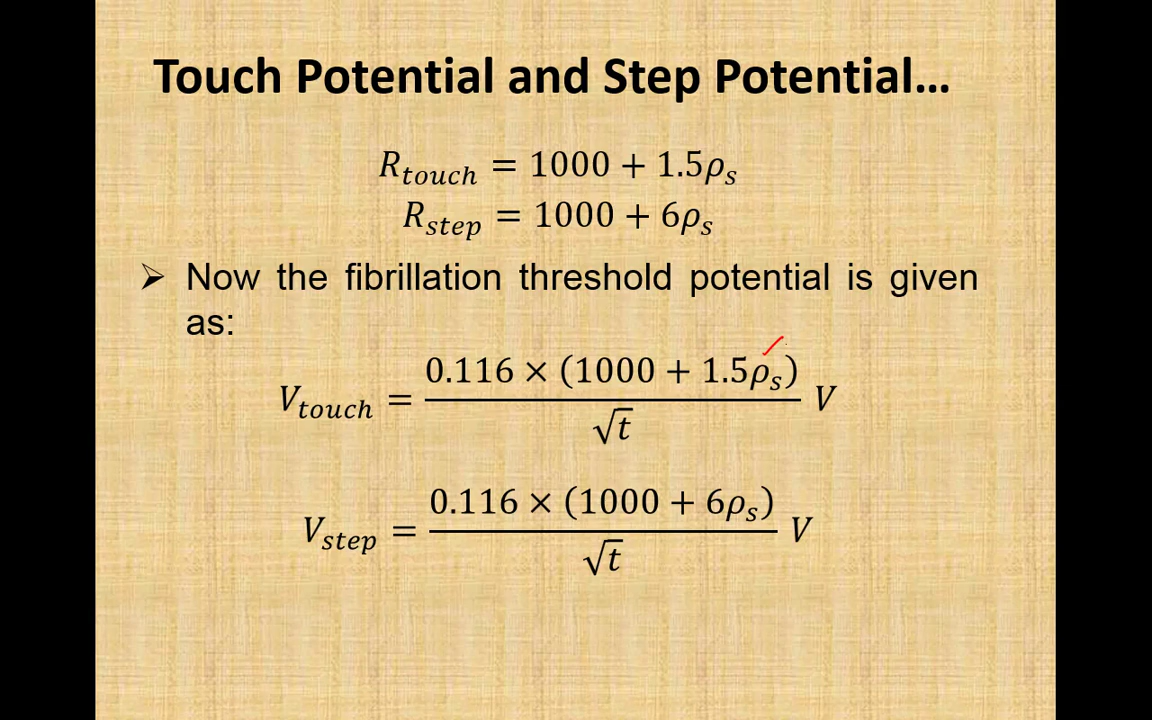 Touch Potential and Step Potential...
R_touch = 1000 + 1.5ρ_s
R_step = 1000 + 6ρ_s
➢ Now the fibrillation threshold potential is given
as:
V_touch = (0.116 × (1000 + 1.5ρ_s))/√t V
V_step = (0.116 × (1000 + 6ρ_s))/√t V